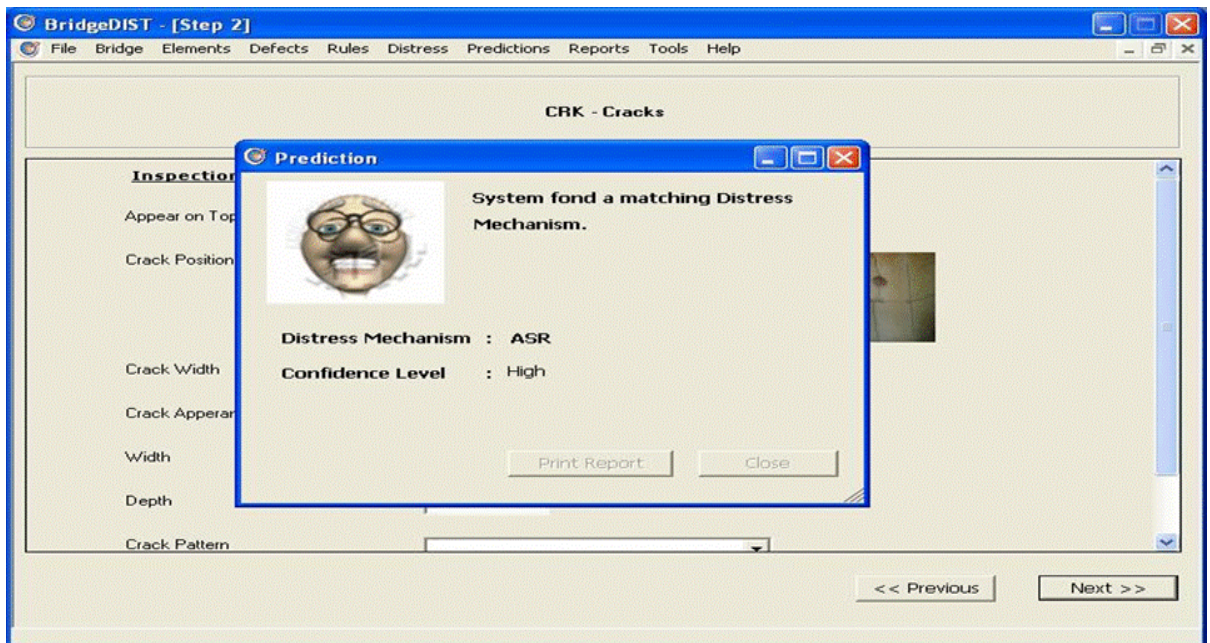 BridgeDIST - [Step 2]
File Bridge Elements Defects Rules Distress Predictions Reports Tools Help
CRK - Cracks
Inspection
Appear on Top
Crack Position
Crack Width
Crack Apperar
Width
Depth
Crack Pattern
Prediction
System fond a matching Distress
Mechanism.
Distress Mechanism : ASR
Confidence Level : High
Print Report Close
<< Previous Next >>